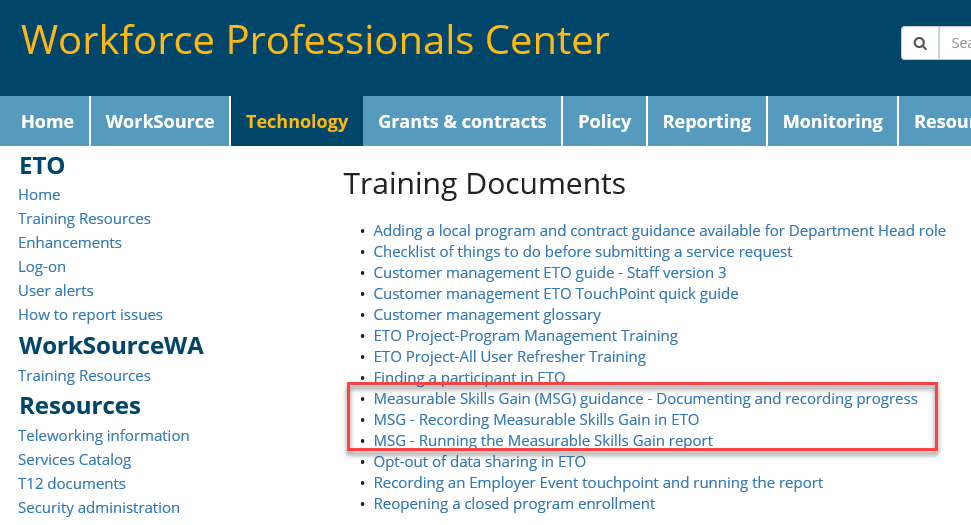 Workforce Professionals Center
Sea
Home WorkSource Technology Grants & contracts Policy Reporting Monitoring Resou
ETO
Home
Training Resources
Enhancements
Log-on
User alerts
How to report issues
WorkSourceWA
Training Resources
Resources
Teleworking information
Services Catalog
T12 documents
Security administration
Training Documents
• Adding a local program and contract guidance available for Department Head role
• Checklist of things to do before submitting a service request
• Customer management ETO guide - Staff version 3
• Customer management ETO TouchPoint quick guide
• Customer management glossary
• ETO Project-Program Management Training
• ETO Project-All User Refresher Training
• Finding a participant in ETO
• Measurable Skills Gain (MSG) guidance - Documenting and recording progress
• MSG - Recording Measurable Skills Gain in ETO
• MSG - Running the Measurable Skills Gain report
• Opt-out of data sharing in ETO
• Recording an Employer Event touchpoint and running the report
• Reopening a closed program enrollment